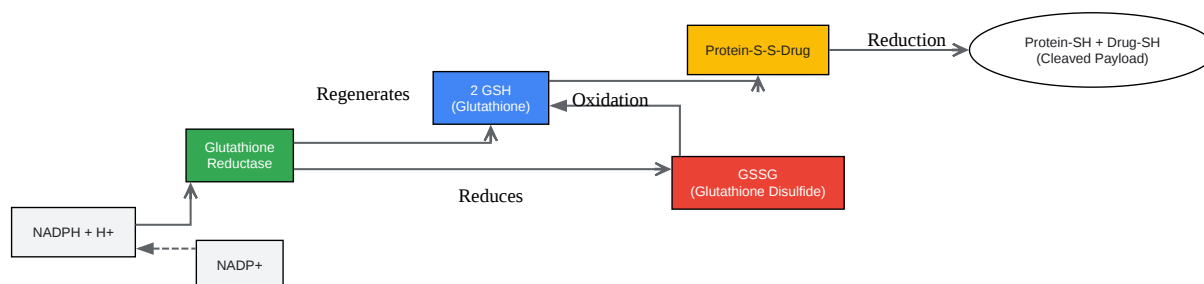 Protein-S-S-Drug
Reduction
Protein-SH + Drug-SH
(Cleaved Payload)
Regenerates
2 GSH
(Glutathione)
Oxidation
Glutathione
Reductase
Reduces
GSSG
(Glutathione Disulfide)
NADPH + H+
NADP+